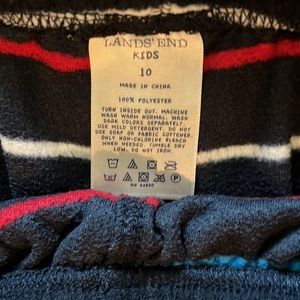 LANDS' END
KIDS
10
MADE IN CHINA
100% POLYESTER
TURN INSIDE OUT. MACHINE
WASH WARM NORMAL. WASH
DARK COLORS SEPARATELY.
USE MILD DETERGENT. DO NOT
USE SOAP OR FABRIC SOFTENER.
ONLY NON-CHLORINE BLEACH
WHEN NEEDED. TUMBLE DRY
LOW. DO NOT IRON.
RN